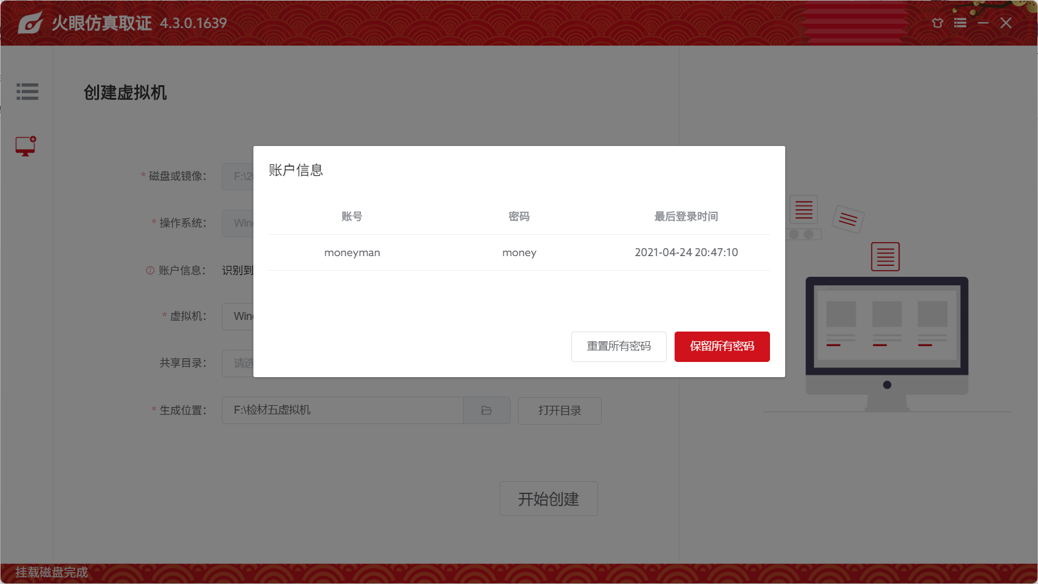 火眼仿真取证 4.3.0.1639
创建虚拟机
* 磁盘或镜像: F:\2
* 操作系统: Win
账户信息: 识别到
* 虚拟机: Win
共享目录: 请选
* 生成位置: F:\检材五虚拟机 打开目录
开始创建
账户信息
账号 密码 最后登录时间
moneyman money 2021-04-24 20:47:10
重置所有密码 保留所有密码
挂载磁盘完成